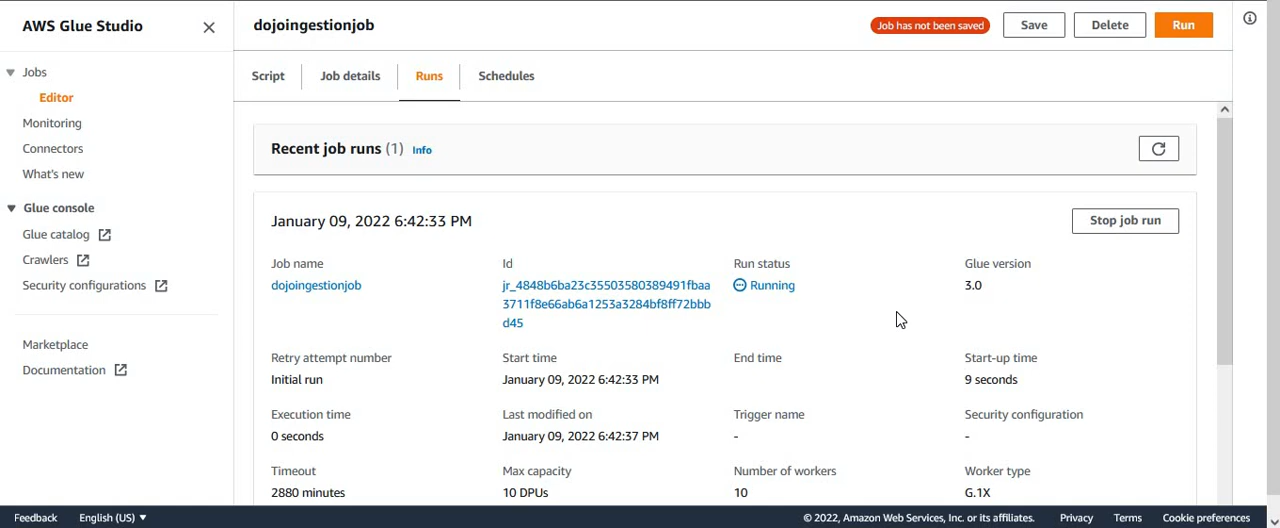 AWS Glue Studio
dojoingestionjob
Job has not been saved
Save
Delete
Run
Jobs
Editor
Monitoring
Connectors
What's new
Glue console
Glue catalog
Crawlers
Security configurations
Marketplace
Documentation
Script
Job details
Runs
Schedules
Recent job runs (1) Info
January 09, 2022 6:42:33 PM
Stop job run
Job name
dojoingestionjob
Id
jr_4848b6ba23c35503580389491fbaa
3711f8e66ab6a1253a3284bf8ff72bbb
d45
Run status
Running
Glue version
3.0
Retry attempt number
Initial run
Start time
January 09, 2022 6:42:33 PM
End time
Start-up time
9 seconds
Execution time
0 seconds
Last modified on
January 09, 2022 6:42:37 PM
Trigger name
-
Security configuration
-
Timeout
2880 minutes
Max capacity
10 DPUs
Number of workers
10
Worker type
G.1X
Feedback
English (US)
© 2022, Amazon Web Services, Inc. or its affiliates.
Privacy
Terms
Cookie preferences